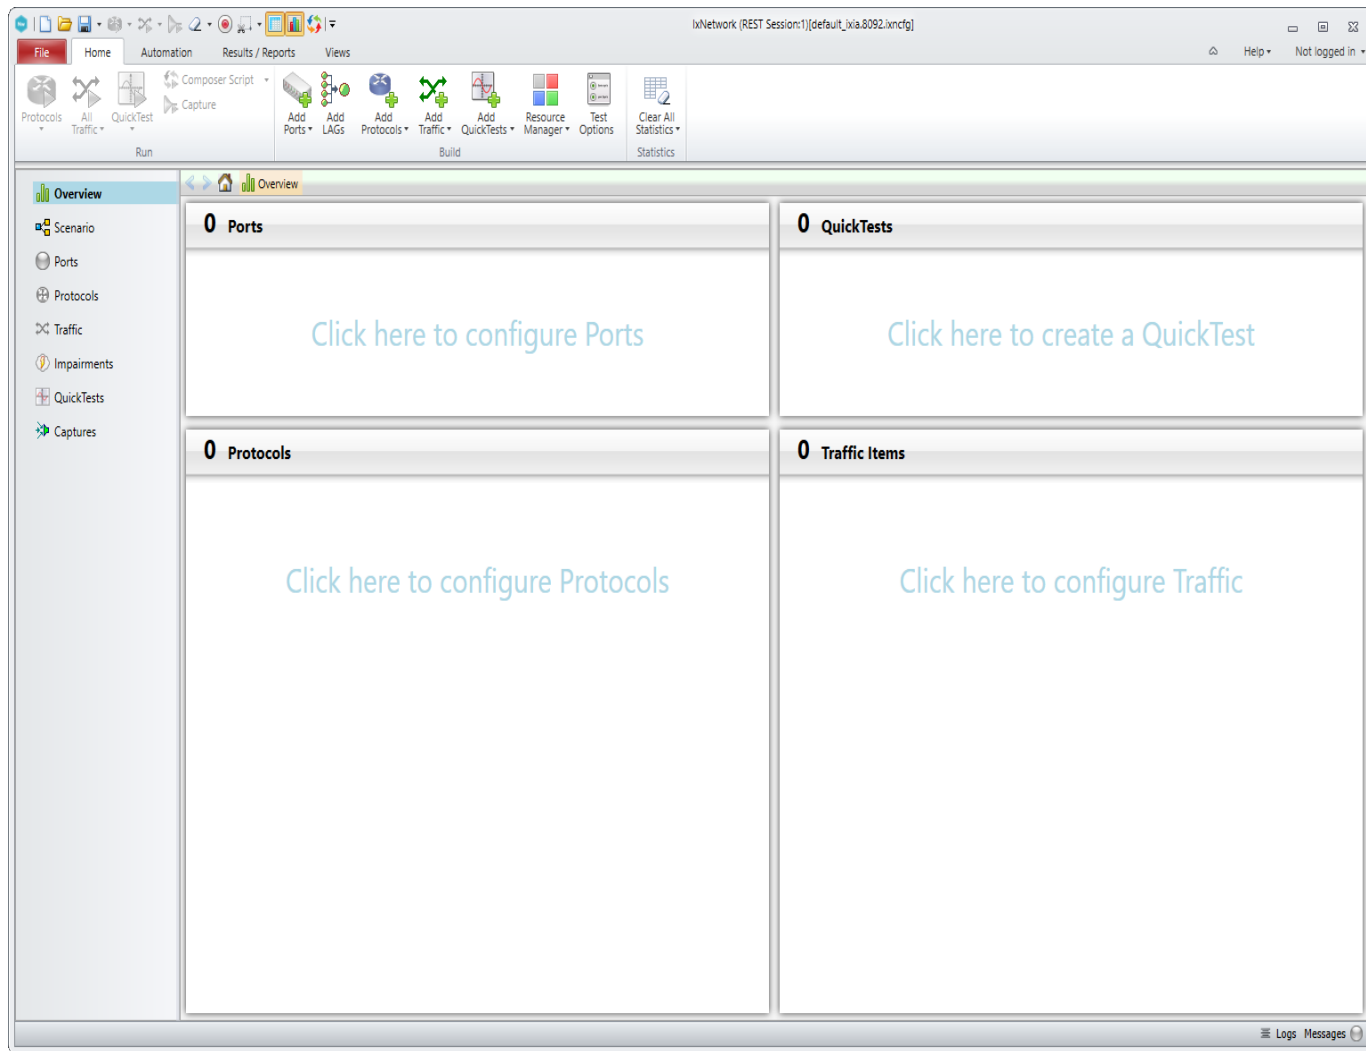 IxNetwork (REST Session:1)[default_ixia.8092.ixncfg]
File Home Automation Results / Reports Views Help Not logged in
Protocols All Traffic QuickTest Composer Script Capture
Run
Add Ports Add LAGs Add Protocols Add Traffic Add QuickTests Resource Manager Test Options
Build
Clear All Statistics
Statistics
Overview
Scenario
Ports
Protocols
Traffic
Impairments
QuickTests
Captures
Overview
0 Ports
Click here to configure Ports
0 QuickTests
Click here to create a QuickTest
0 Protocols
Click here to configure Protocols
0 Traffic Items
Click here to configure Traffic
Logs Messages